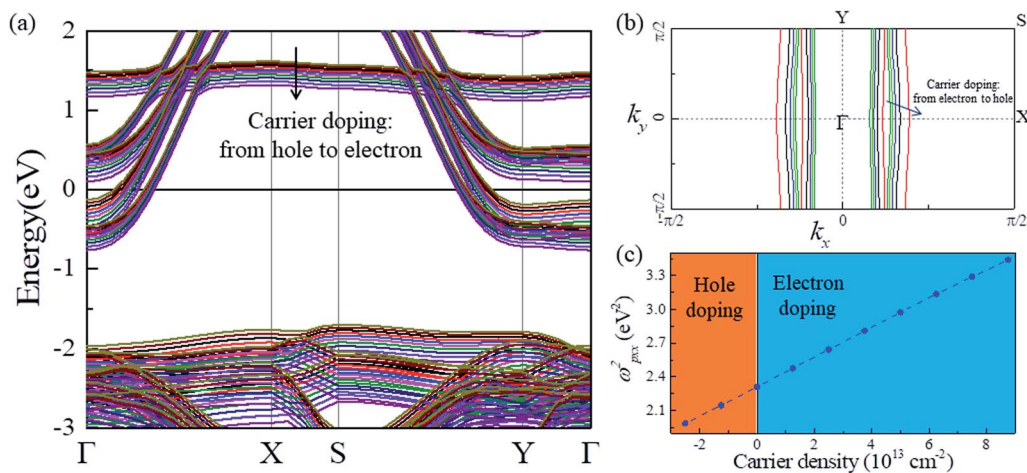 (a)
2
1
0
-1
-2
-3
Energy(eV)
Carrier doping:
from hole to electron
Γ
X
S
Y
Γ
(b)
Y
S
π/2
0
-π/2
k_y
Carrier doping:
from electron to hole
Γ
X
-π/2
0
π/2
k_x
(c)
3.3
3.0
2.7
2.4
2.1
ω²_pxx (eV²)
Hole
doping
Electron
doping
-2
0
2
4
6
8
Carrier density (10¹³ cm⁻²)